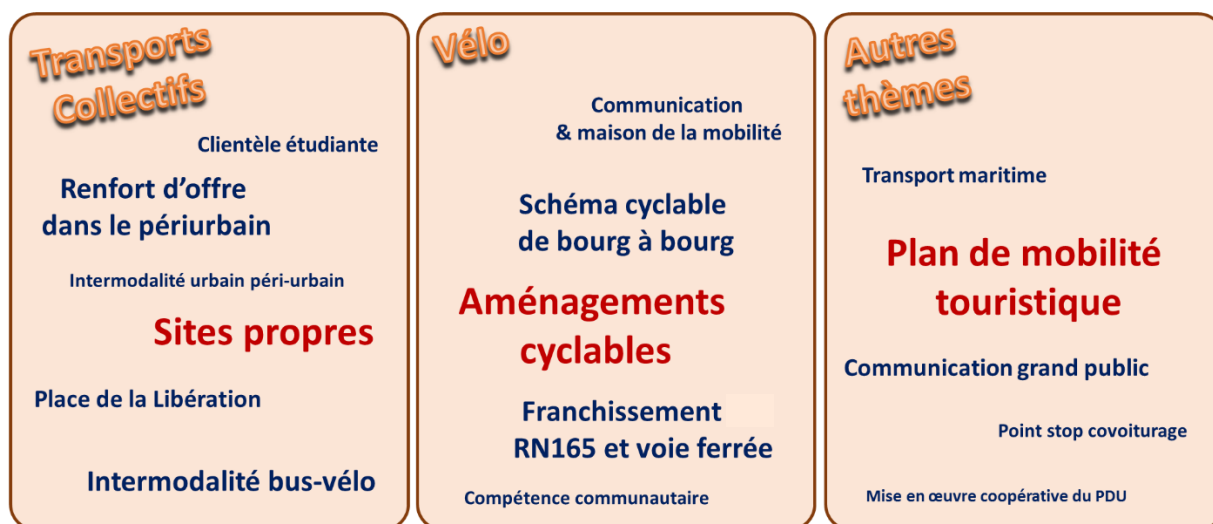 Transports
Collectifs
Clientèle étudiante
Renfort d’offre
dans le périurbain
Intermodalité urbain péri-urbain
Sites propres
Place de la Libération
Intermodalité bus-vélo
Vélo
Communication
& maison de la mobilité
Schéma cyclable
de bourg à bourg
Aménagements
cyclables
Franchissement
RN165 et voie ferrée
Compétence communautaire
Autres
thèmes
Transport maritime
Plan de mobilité
touristique
Communication grand public
Point stop covoiturage
Mise en œuvre coopérative du PDU